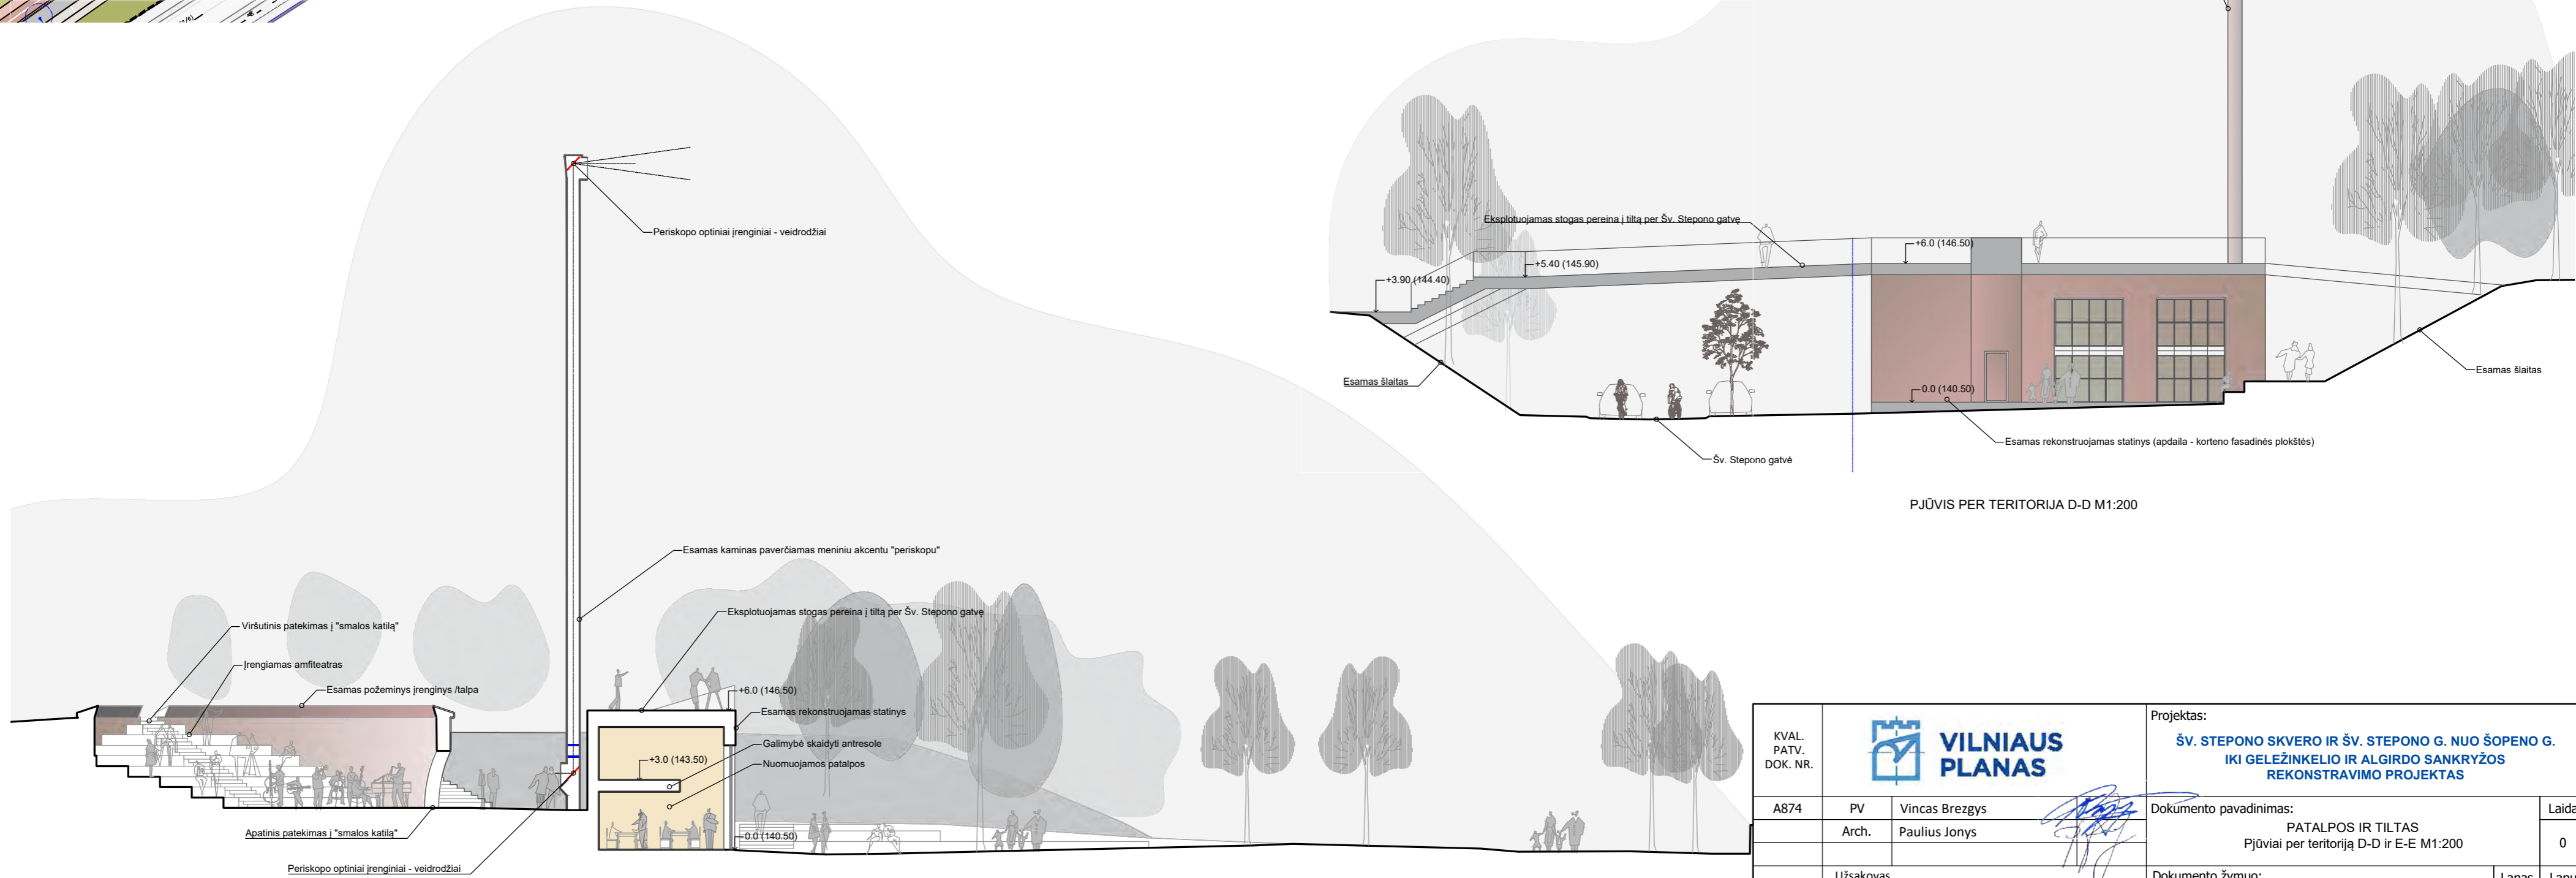 Periskopo optiniai įrenginiai - veidrodžiai
Esamas kaminas paverčiamas meniniu akcentu "periskopu"
Eksplotuojamas stogas pereina į tiltą per Šv. Stepono gatvę
Viršutinis patekimas į "smalos katilą"
Įrengiamas amfiteatras
Esamas požeminys įrenginys /talpa
+6.0 (146.50)
Esamas rekonstruojamas statinys
Galimybė skaidyti antresole
+3.0 (143.50)
Nuomuojamos patalpos
0.0 (140.50)
Apatinis patekimas į "smalos katilą"
Periskopo optiniai įrenginiai - veidrodžiai
Eksplotuojamas stogas pereina į tiltą per Šv. Stepono gatvę
+6.0 (146.50)
+5.40 (145.90)
+3.90 (144.40)
Esamas šlaitas
Esamas šlaitas
0.0 (140.50)
Esamas rekonstruojamas statinys (apdaila - korteno fasadinės plokštės)
Šv. Stepono gatvė
PJŪVIS PER TERITORIJA D-D M1:200
KVAL.
PATV.
DOK. NR.
VILNIAUS
PLANAS
Projektas:
ŠV. STEPONO SKVERO IR ŠV. STEPONO G. NUO ŠOPENO G.
IKI GELEŽINKELIO IR ALGIRDO SANKRYŽOS
REKONSTRAVIMO PROJEKTAS
A874 PV Vincas Brezgys
Arch. Paulius Jonys
Dokumento pavadinimas:
PATALPOS IR TILTAS
Pjūviai per teritoriją D-D ir E-E M1:200
Laida
0
Užsakovas
Dokumento žymuo:
Lapas